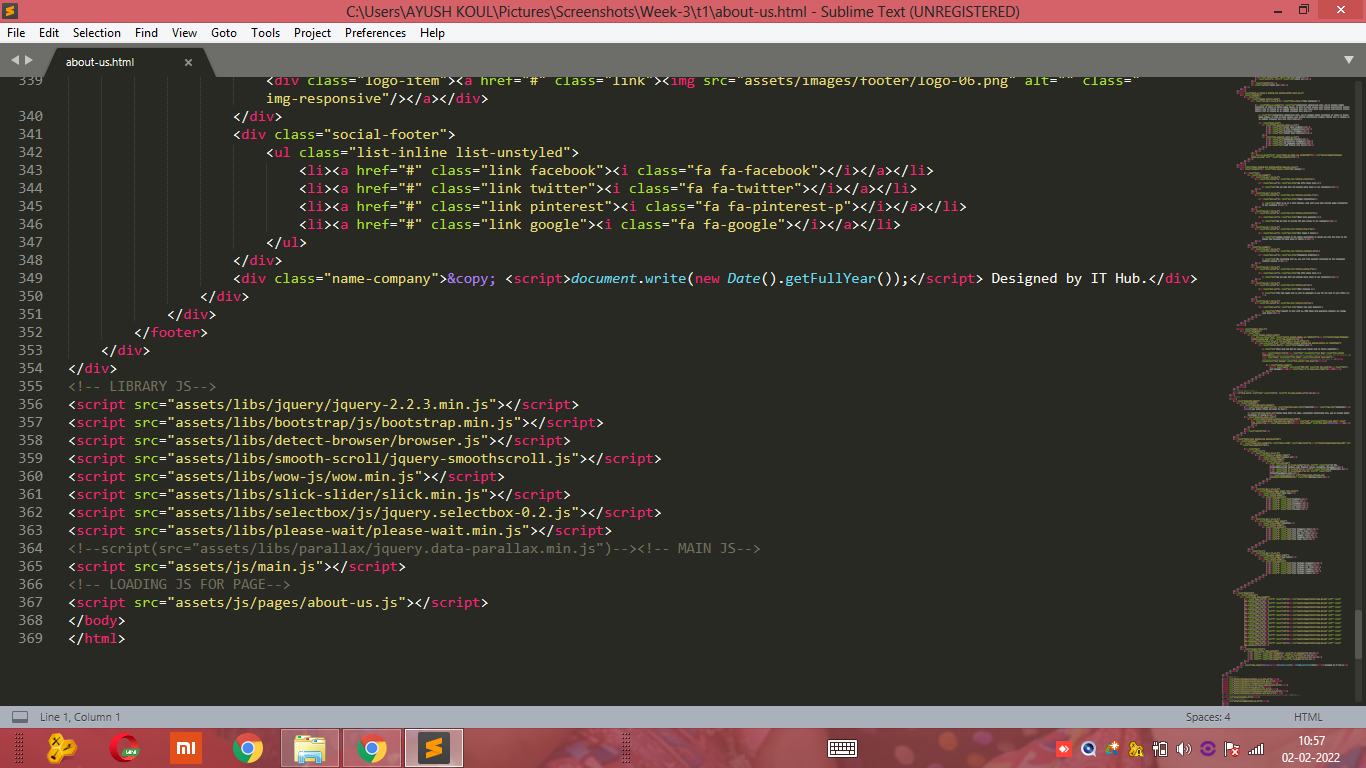 C:\Users\AYUSH KOUL\Pictures\Screenshots\Week-3\t1\about-us.html - Sublime Text (UNREGISTERED)
File Edit Selection Find View Goto Tools Project Preferences Help
about-us.html
339 <div class="logo-item"><a href="#" class="link"><img src="assets/images/footer/logo-06.png" alt="" class="
img-responsive"/></a></div>
340 </div>
341 <div class="social-footer">
342 <ul class="list-inline list-unstyled">
343 <li><a href="#" class="link facebook"><i class="fa fa-facebook"></i></a></li>
344 <li><a href="#" class="link twitter"><i class="fa fa-twitter"></i></a></li>
345 <li><a href="#" class="link pinterest"><i class="fa fa-pinterest-p"></i></a></li>
346 <li><a href="#" class="link google"><i class="fa fa-google"></i></a></li>
347 </ul>
348 </div>
349 <div class="name-company">&copy; <script>document.write(new Date().getFullYear());</script> Designed by IT Hub.</div>
350 </div>
351 </div>
352 </footer>
353 </div>
354 </div>
355 <!-- LIBRARY JS-->
356 <script src="assets/libs/jquery/jquery-2.2.3.min.js"></script>
357 <script src="assets/libs/bootstrap/js/bootstrap.min.js"></script>
358 <script src="assets/libs/detect-browser/browser.js"></script>
359 <script src="assets/libs/smooth-scroll/jquery-smoothscroll.js"></script>
360 <script src="assets/libs/wow-js/wow.min.js"></script>
361 <script src="assets/libs/slick-slider/slick.min.js"></script>
362 <script src="assets/libs/selectbox/js/jquery.selectbox-0.2.js"></script>
363 <script src="assets/libs/please-wait/please-wait.min.js"></script>
364 <!--script(src="assets/libs/parallax/jquery.data-parallax.min.js")--><!-- MAIN JS-->
365 <script src="assets/js/main.js"></script>
366 <!-- LOADING JS FOR PAGE-->
367 <script src="assets/js/pages/about-us.js"></script>
368 </body>
369 </html>
Line 1, Column 1
Spaces: 4 HTML
mi
10:57
02-02-2022